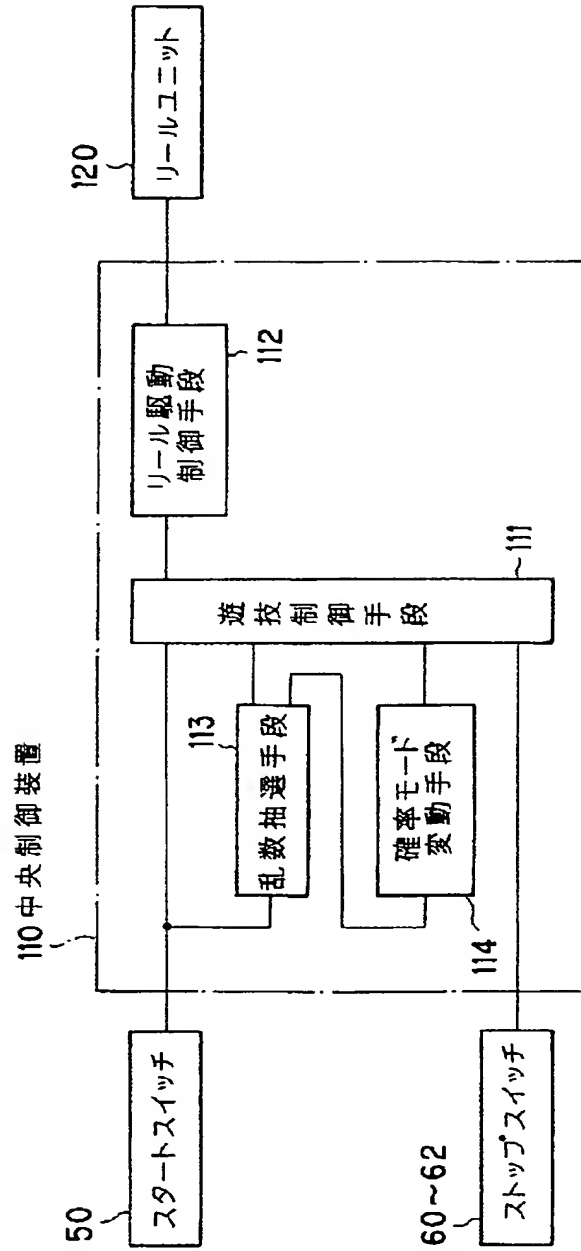 110中央制御装置
50
スタートスイッチ
60~62
ストップスイッチ
113
乱数抽選手段
114
確率モード
変動手段
111
遊技制御手段
112
リール駆動
制御手段
120
リールユニット